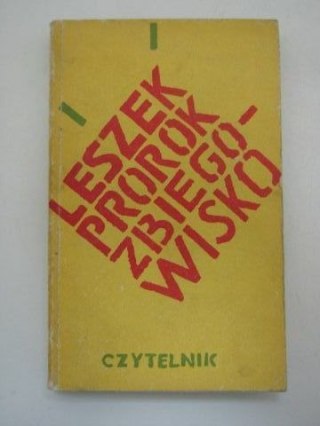 LESZEK
PROROK
ZBIEGO-
WISKO
CZYTELNIK